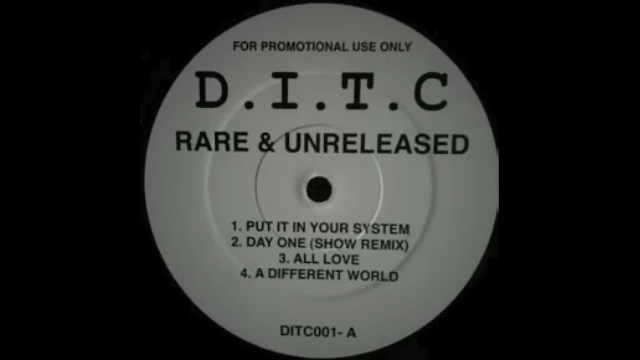 FOR PROMOTIONAL USE ONLY
D.I.T.C
RARE & UNRELEASED
1. PUT IT IN YOUR SYSTEM
2. DAY ONE (SHOW REMIX)
3. ALL LOVE
4. A DIFFERENT WORLD
DITC001- A